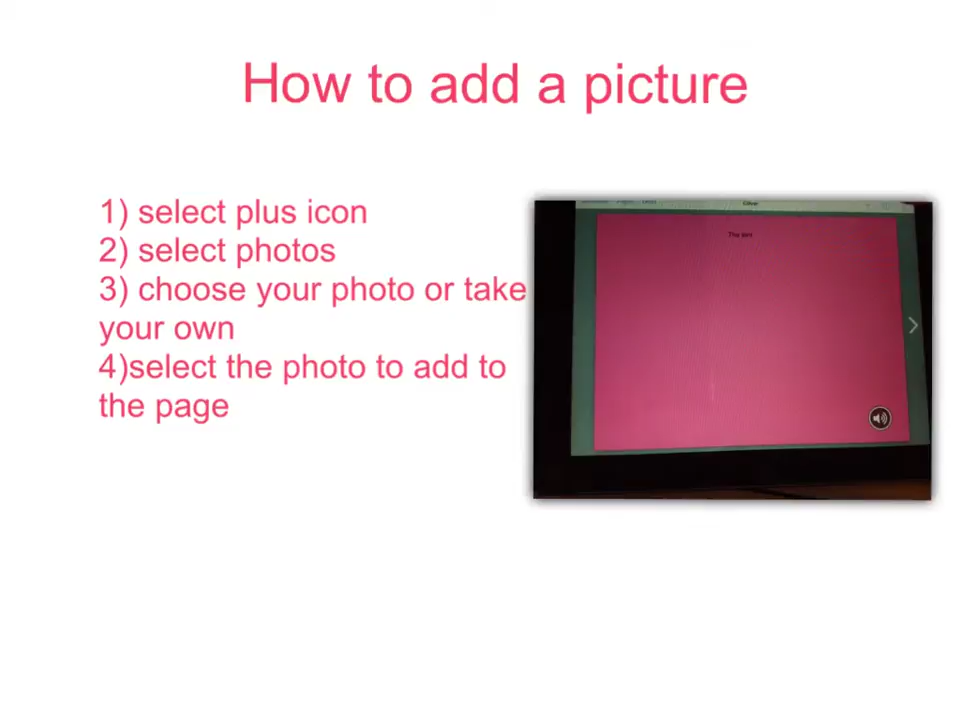 How to add a picture
1) select plus icon
2) select photos
3) choose your photo or take
your own
4)select the photo to add to
the page